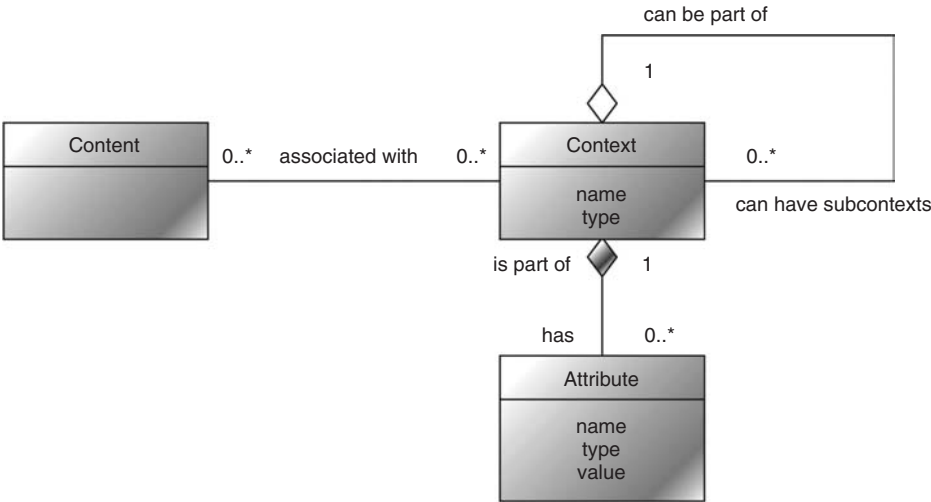 can be part of
1
Content
0..*
associated with
0..*
Context
0..*
name
type
can have subcontexts
is part of
1
has
0..*
Attribute
name
type
value